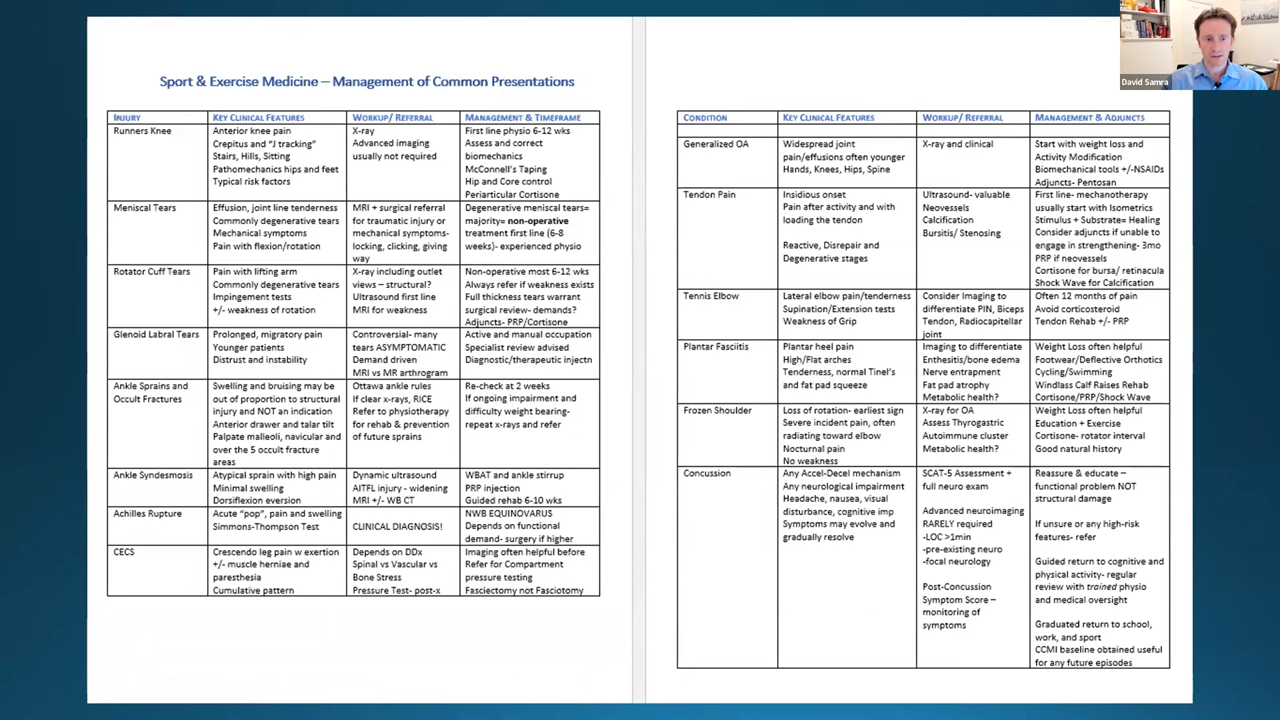 David Samra
Sport & Exercise Medicine – Management of Common Presentations
INJURY
KEY CLINICAL FEATURES
WORKUP/ REFERRAL
MANAGEMENT & TIMEFRAME
Runners Knee
Anterior knee pain
Crepitus and "J tracking"
Stairs, Hills, Sitting
Pathomechanics hips and feet
Typical risk factors
X-ray
Advanced imaging
usually not required
First line physio 6-12 wks
Assess and correct
biomechanics
McConnell's Taping
Hip and Core control
Periarticular Cortisone
Meniscal Tears
Effusion, joint line tenderness
Commonly degenerative tears
Mechanical symptoms
Pain with flexion/rotation
MRI + surgical referral
for traumatic injury or
mechanical symptoms-
locking, clicking, giving
way
Degenerative meniscal tears=
majority= non-operative
treatment first line (6-8
weeks)- experienced physio
Rotator Cuff Tears
Pain with lifting arm
Commonly degenerative tears
Impingement tests
+/- weakness of rotation
X-ray including outlet
views – structural?
Ultrasound first line
MRI for weakness
Non-operative most 6-12 wks
Always refer if weakness exists
Full thickness tears warrant
surgical review- demands?
Adjuncts- PRP/Cortisone
Glenoid Labral Tears
Prolonged, migratory pain
Younger patients
Distrust and instability
Controversial- many
tears ASYMPTOMATIC
Demand driven
MRI vs MR arthrogram
Active and manual occupation
Specialist review advised
Diagnostic/therapeutic injectn
Ankle Sprains and
Occult Fractures
Swelling and bruising may be
out of proportion to structural
injury and NOT an indication
Anterior drawer and talar tilt
Palpate malleoli, navicular and
over the 5 occult fracture
areas
Ottawa ankle rules
If clear x-rays, RICE
Refer to physiotherapy
for rehab & prevention
of future sprains
Re-check at 2 weeks
If ongoing impairment and
difficulty weight bearing-
repeat x-rays and refer
Ankle Syndesmosis
Atypical sprain with high pain
Minimal swelling
Dorsiflexion eversion
Dynamic ultrasound
AITFL injury - widening
MRI +/- WB CT
WBAT and ankle stirrup
PRP injection
Guided rehab 6-10 wks
Achilles Rupture
Acute "pop", pain and swelling
Simmons-Thompson Test
CLINICAL DIAGNOSIS!
NWB EQUINOVARUS
Depends on functional
demand- surgery if higher
CECS
Crescendo leg pain w exertion
+/- muscle herniae and
paresthesia
Cumulative pattern
Depends on DDx
Spinal vs Vascular vs
Bone Stress
Pressure Test- post-x
Imaging often helpful before
Refer for Compartment
pressure testing
Fasciectomy not Fasciotomy
CONDITION
KEY CLINICAL FEATURES
WORKUP/ REFERRAL
MANAGEMENT & ADJUNCTS
Generalized OA
Widespread joint
pain/effusions often younger
Hands, Knees, Hips, Spine
X-ray and clinical
Start with weight loss and
Activity Modification
Biomechanical tools +/-NSAIDs
Adjuncts- Pentosan
Tendon Pain
Insidious onset
Pain after activity and with
loading the tendon
Reactive, Disrepair and
Degenerative stages
Ultrasound- valuable
Neovessels
Calcification
Bursitis/ Stenosing
First line- mechanotherapy
usually start with Isometrics
Stimulus + Substrate= Healing
Consider adjuncts if unable to
engage in strengthening- 3mo
PRP if neovessels
Cortisone for bursa/ retinacula
Shock Wave for Calcification
Tennis Elbow
Lateral elbow pain/tenderness
Supination/Extension tests
Weakness of Grip
Consider Imaging to
differentiate PIN, Biceps
Tendon, Radiocapitellar
joint
Often 12 months of pain
Avoid corticosteroid
Tendon Rehab +/- PRP
Plantar Fasciitis
Plantar heel pain
High/Flat arches
Tenderness, normal Tinel's
and fat pad squeeze
Imaging to differentiate
Enthesitis/bone edema
Nerve entrapment
Fat pad atrophy
Metabolic health?
Weight Loss often helpful
Footwear/Deflective Orthotics
Cycling/Swimming
Windlass Calf Raises Rehab
Cortisone/PRP/Shock Wave
Frozen Shoulder
Loss of rotation- earliest sign
Severe incident pain, often
radiating toward elbow
Nocturnal pain
No weakness
X-ray for OA
Assess Thyrogastric
Autoimmune cluster
Metabolic health?
Weight Loss often helpful
Education + Exercise
Cortisone- rotator interval
Good natural history
Concussion
Any Accel-Decel mechanism
Any neurological impairment
Headache, nausea, visual
disturbance, cognitive imp
Symptoms may evolve and
gradually resolve
SCAT-5 Assessment +
full neuro exam
Advanced neuroimaging
RARELY required
-LOC >1min
-pre-existing neuro
-focal neurology
Post-Concussion
Symptom Score –
monitoring of
symptoms
Reassure & educate –
functional problem NOT
structural damage
If unsure or any high-risk
features- refer
Guided return to cognitive and
physical activity- regular
review with trained physio
and medical oversight
Graduated return to school,
work, and sport
CCMI baseline obtained useful
for any future episodes